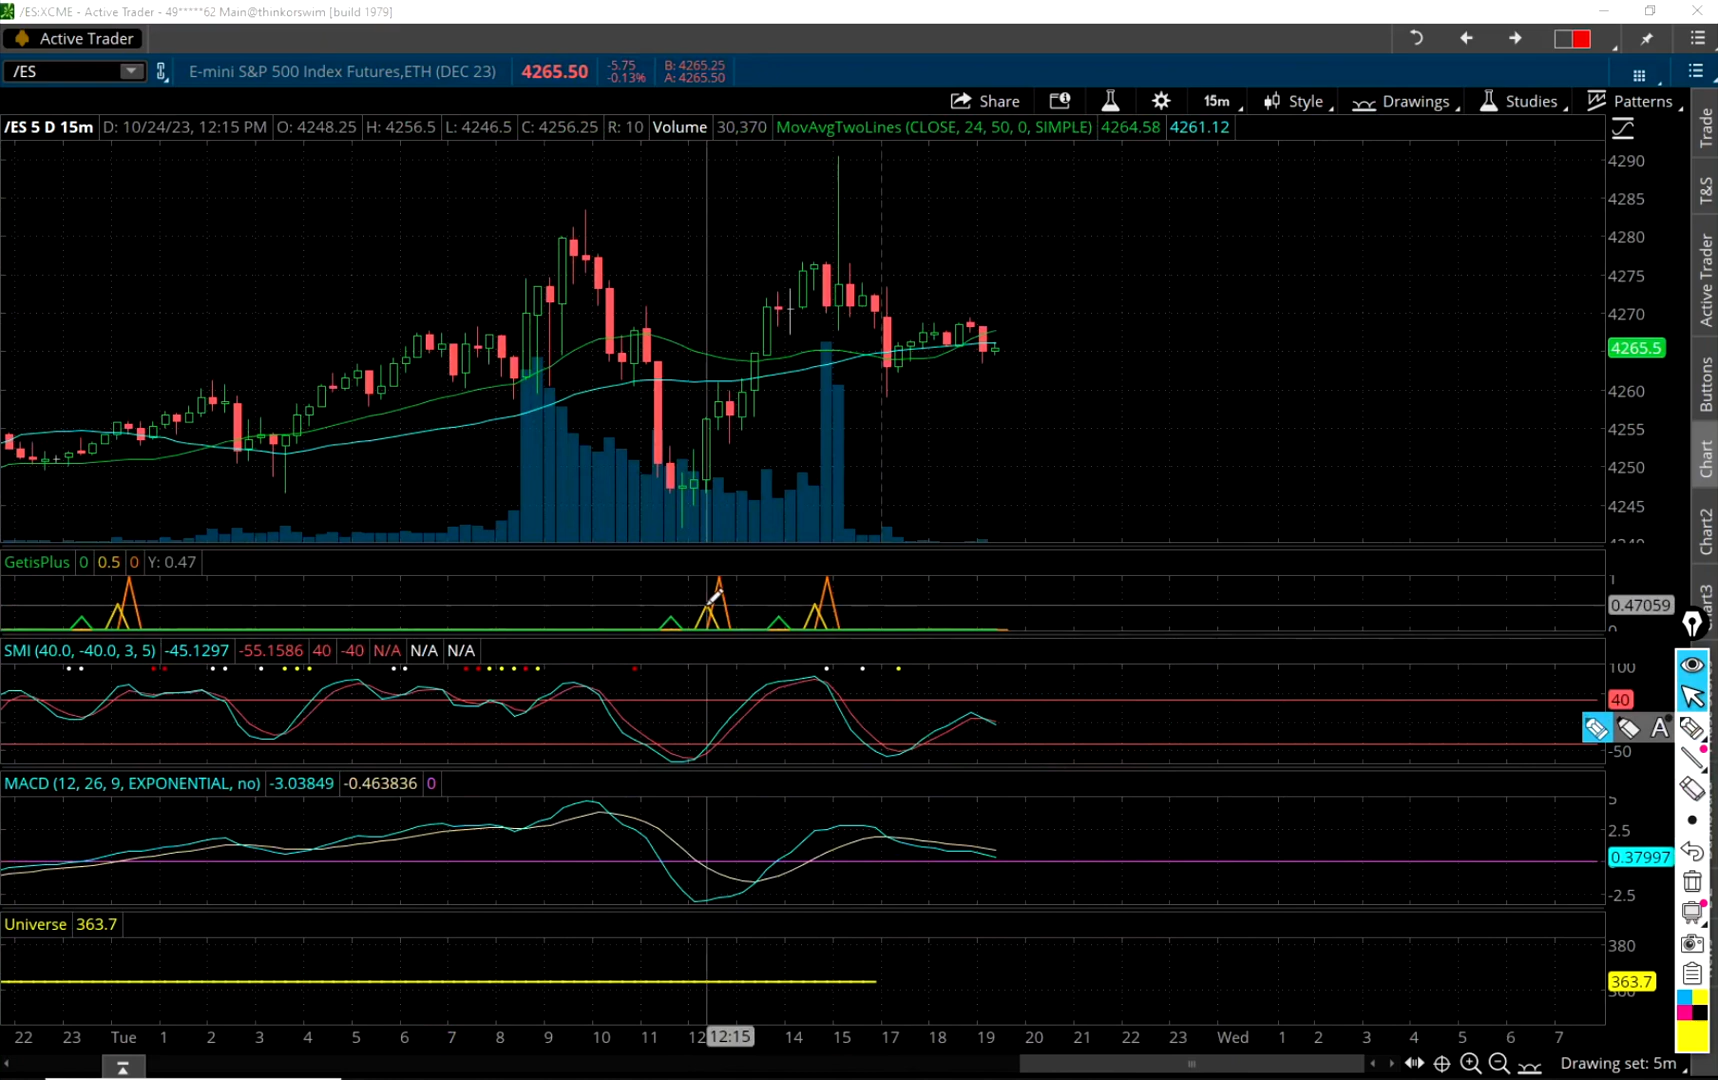 /ES:XCME - Active Trader - 49*****62 Main@thinkorswim [build 1979]
Active Trader
/ES E-mini S&P 500 Index Futures,ETH (DEC 23) 4265.50 -5.75 -0.13% B: 4265.25 A: 4265.50
Share 15m Style Drawings Studies Patterns
/ES 5 D 15m D: 10/24/23, 12:15 PM O: 4248.25 H: 4256.5 L: 4246.5 C: 4256.25 R: 10 Volume 30,370 MovAvgTwoLines (CLOSE, 24, 50, 0, SIMPLE) 4264.58 4261.12
4290
4285
4280
4275
4270
4265.5
4260
4255
4250
4245
Trade
T&S
Active Trader
Buttons
Chart
Chart2
GetisPlus 0 0.5 0 Y: 0.47
1
0.47059
0
SMI (40.0, -40.0, 3, 5) -45.1297 -55.1586 40 -40 N/A N/A N/A
100
40
A
-50
MACD (12, 26, 9, EXPONENTIAL, no) -3.03849 -0.463836 0
5
2.5
0.37997
-2.5
Universe 363.7
380
363.7
22 23 Tue 1 2 3 4 5 6 7 8 9 10 11 12 12:15 14 15 17 18 19 20 21 22 23 Wed 1 2 3 4 5 6 7
Drawing set: 5m